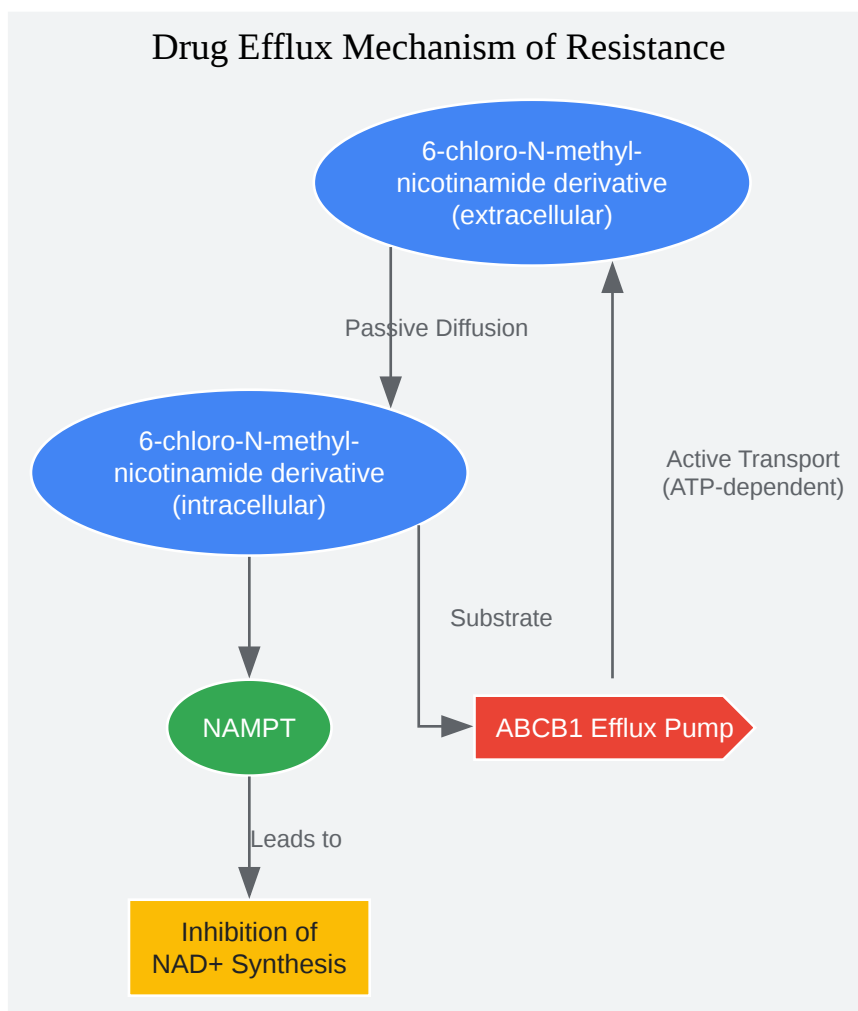 Drug Efflux Mechanism of Resistance
6-chloro-N-methyl-
nicotinamide derivative
(extracellular)
Passive Diffusion
6-chloro-N-methyl-
nicotinamide derivative
(intracellular)
Active Transport
(ATP-dependent)
Substrate
NAMPT
ABCB1 Efflux Pump
Leads to
Inhibition of
NAD+ Synthesis